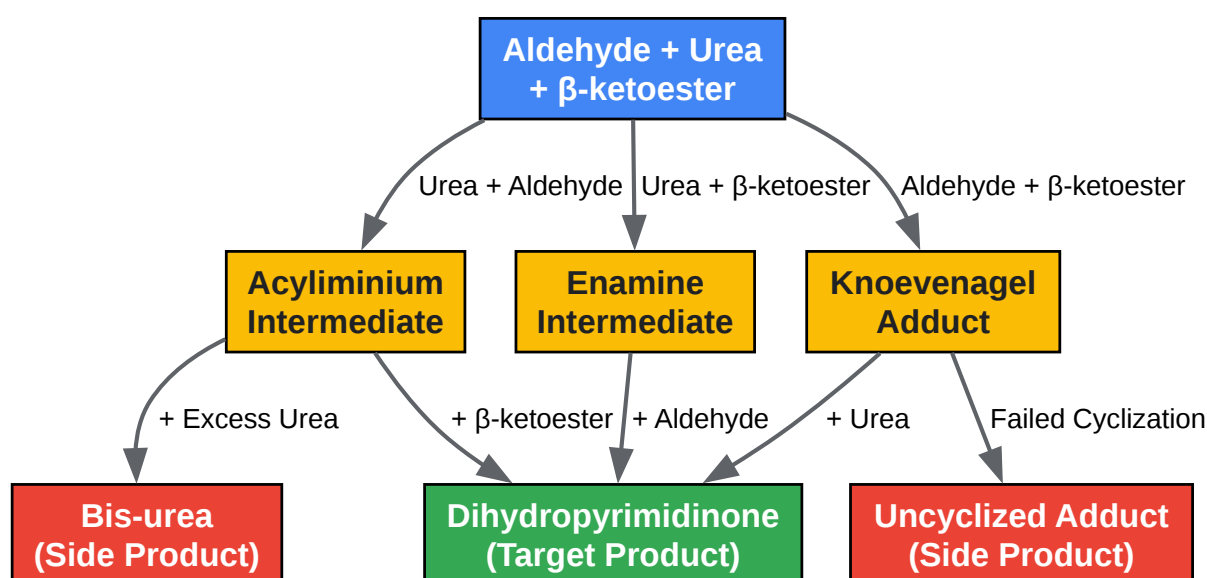 Aldehyde + Urea
+ β-ketoester
Urea + Aldehyde
Urea + β-ketoester
Aldehyde + β-ketoester
Acyliminium
Intermediate
Enamine
Intermediate
Knoevenagel
Adduct
+ Excess Urea
+ β-ketoester
+ Aldehyde
+ Urea
Failed Cyclization
Bis-urea
(Side Product)
Dihydropyrimidinone
(Target Product)
Uncyclized Adduct
(Side Product)